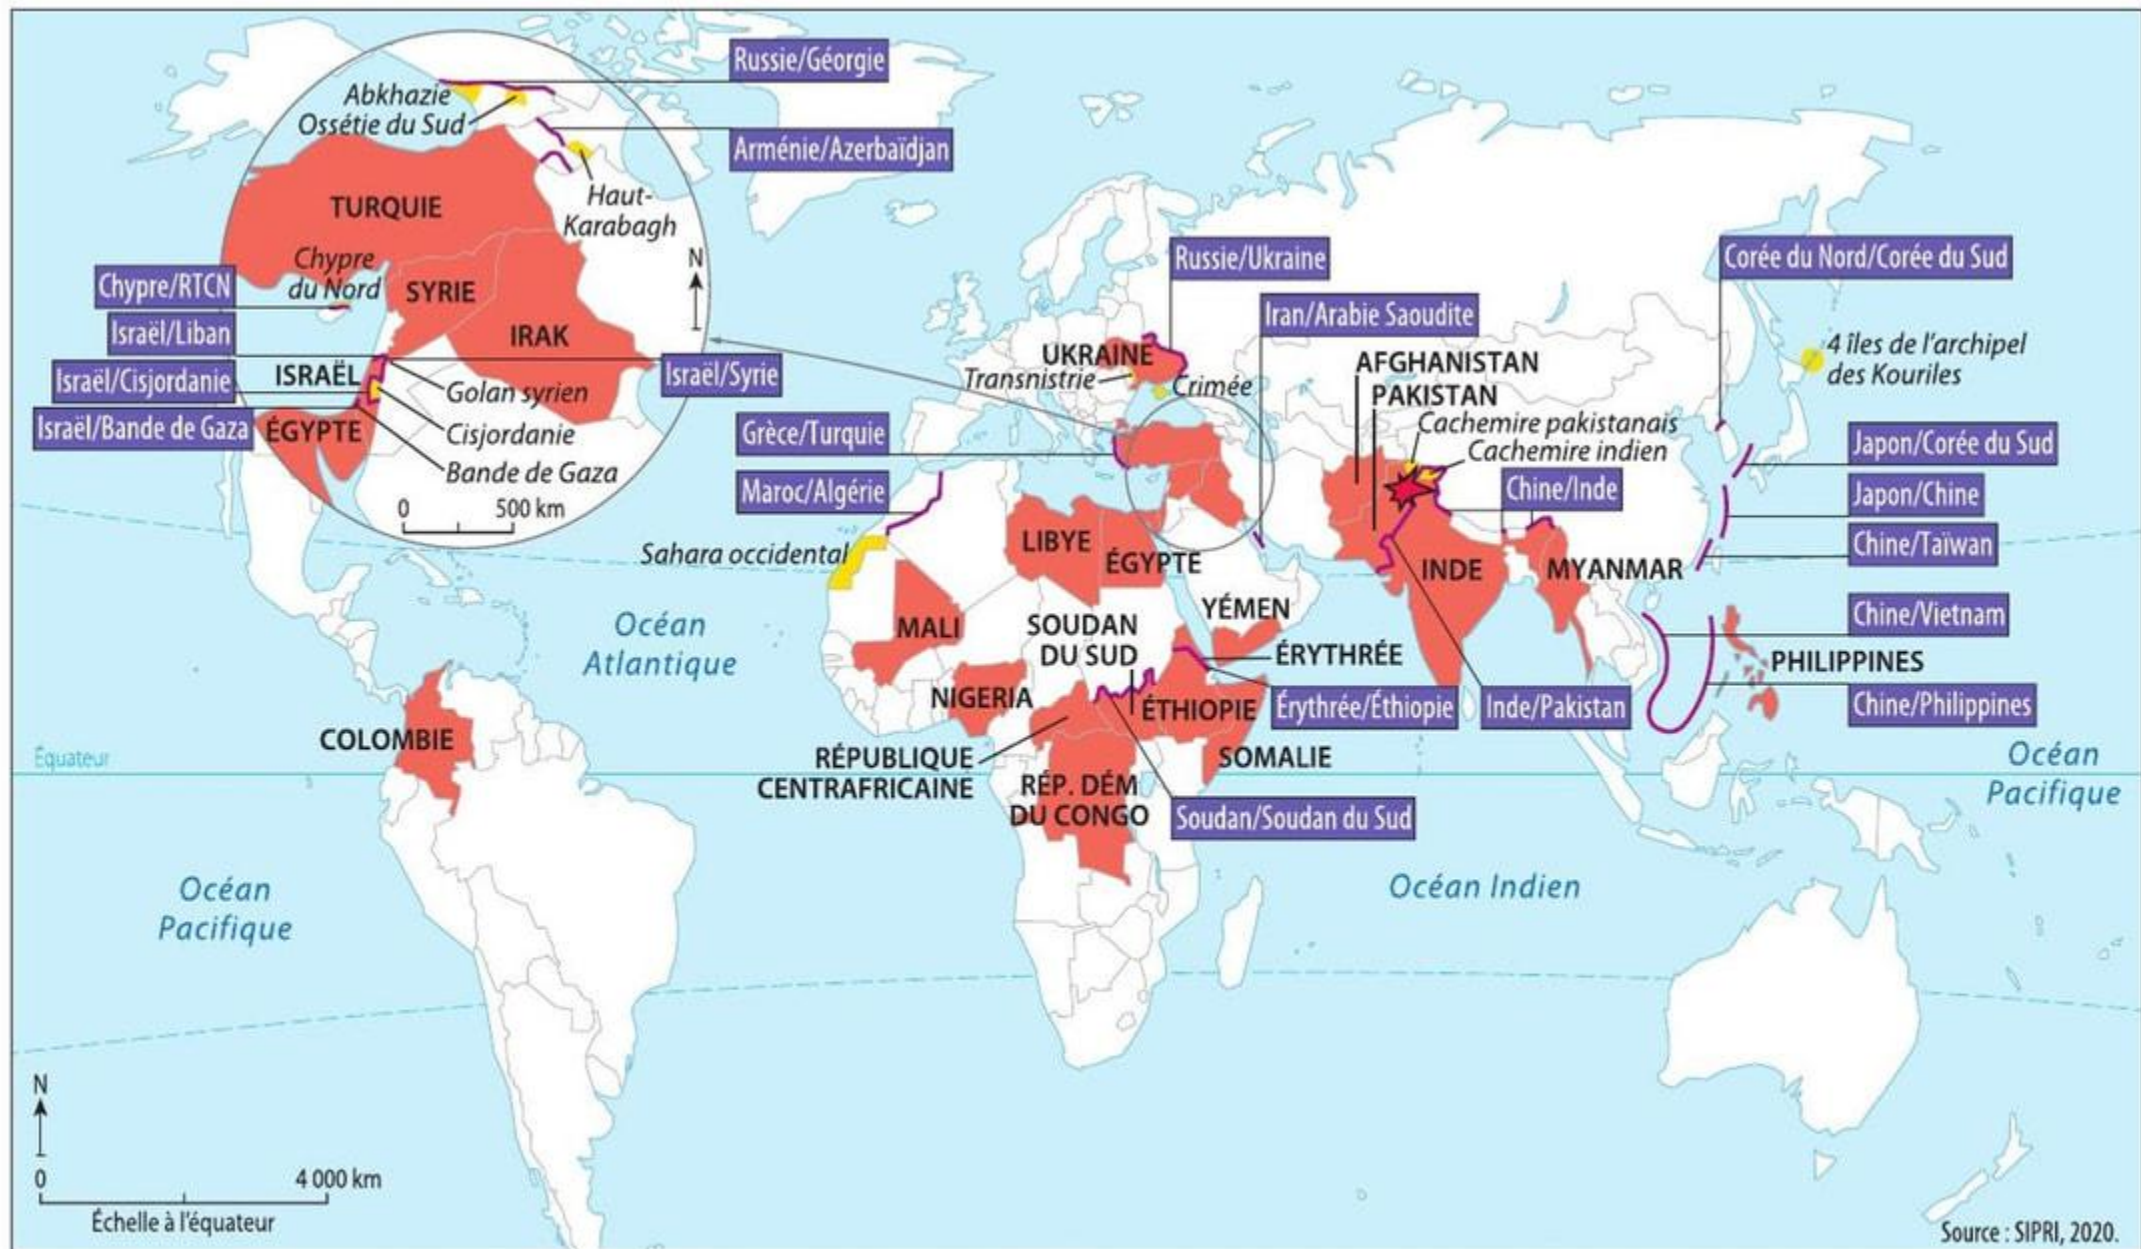 Russie/Géorgie
Abkhazie
Ossétie du Sud
Arménie/Azerbaïdjan
TURQUIE
Haut-
Karabagh
N
Chypre
du Nord
Chypre/RTCN
SYRIE
Israël/Liban
IRAK
ISRAËL
Israël/Cisjordanie
Israël/Syrie
Golan syrien
Israël/Bande de Gaza
ÉGYPTE
Cisjordanie
Bande de Gaza
0
500 km
Russie/Ukraine
Corée du Nord/Corée du Sud
Iran/Arabie Saoudite
UKRAINE
Transnistrie
Crimée
AFGHANISTAN
PAKISTAN
Cachemire pakistanais
Cachemire indien
4 îles de l'archipel
des Kouriles
Grèce/Turquie
Maroc/Algérie
Chine/Inde
Japon/Corée du Sud
Japon/Chine
Chine/Taïwan
Sahara occidental
LIBYE
ÉGYPTE
INDE
MYANMAR
Océan
Atlantique
MALI
SOUDAN
DU SUD
YÉMEN
ÉRYTHRÉE
Chine/Vietnam
PHILIPPINES
Chine/Philippines
NIGERIA
ÉTHIOPIE
Érythrée/Éthiopie
Inde/Pakistan
COLOMBIE
Équateur
RÉPUBLIQUE
CENTRAFRICAINE
RÉP. DÉM
DU CONGO
SOMALIE
Soudan/Soudan du Sud
Océan
Pacifique
Océan
Pacifique
Océan Indien
N
0
4 000 km
Échelle à l'équateur
Source : SIPRI, 2020.